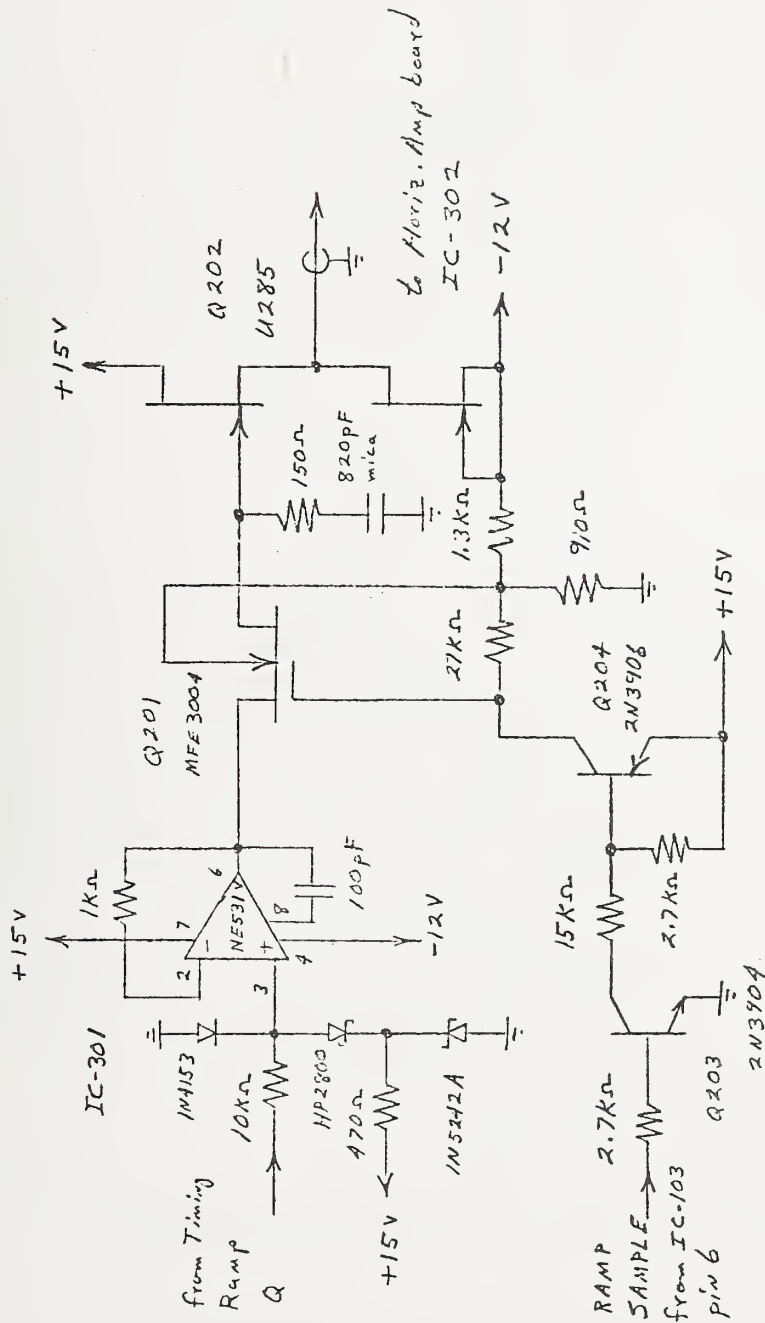 +15V
+15V
IC-301
1kΩ
Q201
MFE3004
Q202
U285
1N4153
2
7
-
NE531V
6
3
+
4
8
100pF
-12V
from Timing
Ramp
Q
10kΩ
HP2800
470Ω
+15V
1N5242A
150Ω
820pF
mica
to Horiz. Amp board
IC-302
1.3kΩ
-12V
27kΩ
910Ω
Q204
2N3906
+15V
15kΩ
2.7kΩ
RAMP
SAMPLE
from IC-103
pin 6
2.7kΩ
Q203
2N3904